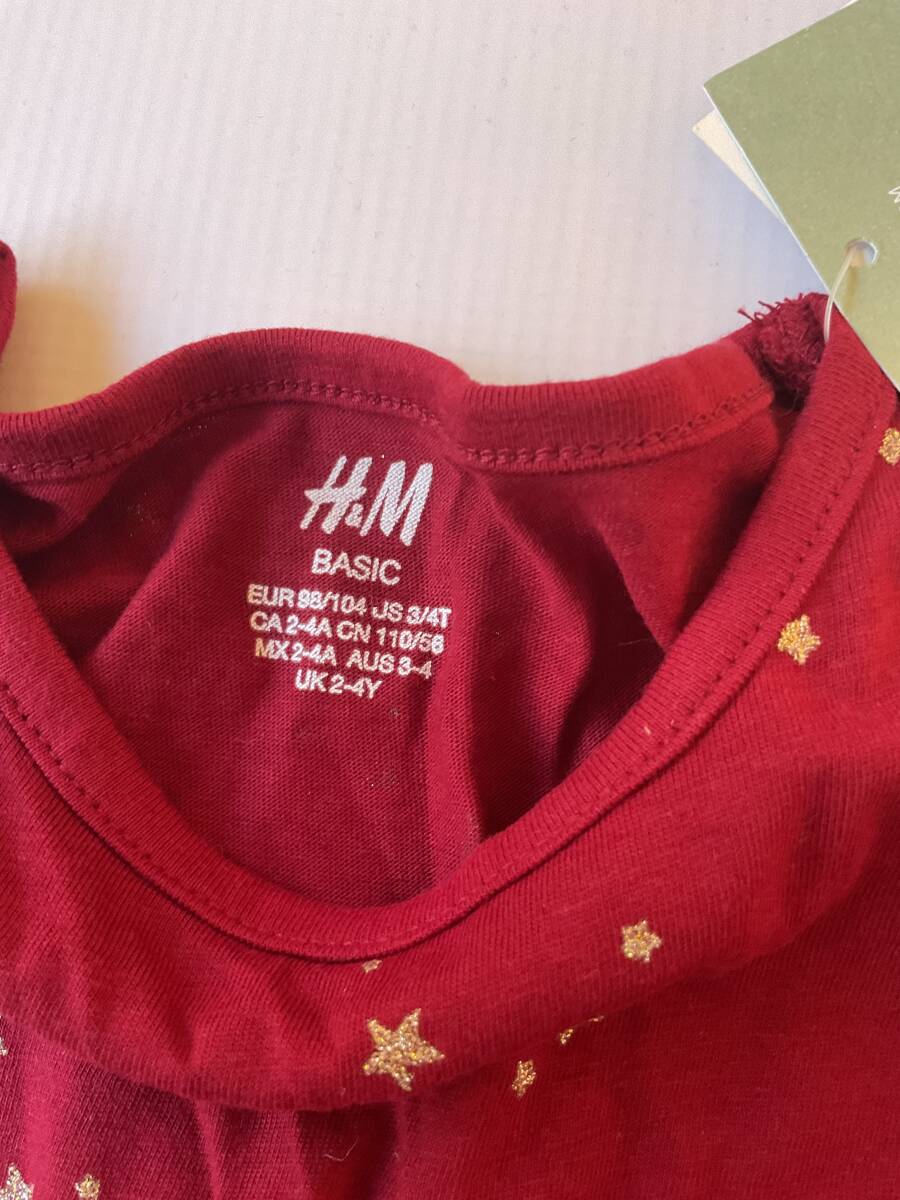 H&M
BASIC
EUR 98/104 US 3/4T
CA 2-4A CN 110/56
MX 2-4A AUS 3-4
UK 2-4Y